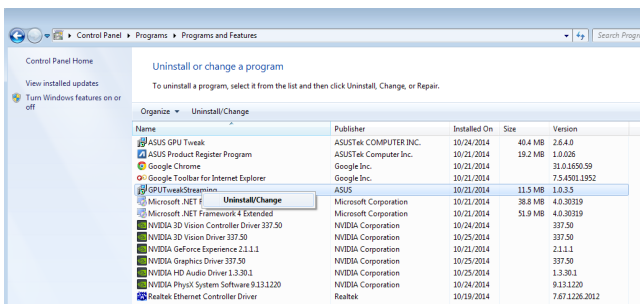 Control Panel ▸ Programs ▸ Programs and Features
Search Progra
Control Panel Home
View installed updates
Turn Windows features on or off
Uninstall or change a program
To uninstall a program, select it from the list and then click Uninstall, Change, or Repair.
Organize Uninstall/Change
Name Publisher Installed On Size Version
ASUS GPU Tweak ASUSTek COMPUTER INC. 10/24/2014 40.4 MB 2.6.4.0
ASUS Product Register Program ASUSTek Computer Inc. 10/21/2014 19.2 MB 1.0.026
Google Chrome Google Inc. 10/21/2014 31.0.1650.59
Google Toolbar for Internet Explorer Google Inc. 10/21/2014 7.5.4501.1952
GPUTweakStreaming ASUS 10/21/2014 11.5 MB 1.0.3.5
Microsoft .NET F Microsoft Corporation 10/21/2014 38.8 MB 4.0.30319
Uninstall/Change
Microsoft .NET Framework 4 Extended Microsoft Corporation 10/21/2014 51.9 MB 4.0.30319
NVIDIA 3D Vision Controller Driver 337.50 NVIDIA Corporation 10/24/2014 337.50
NVIDIA 3D Vision Driver 337.50 NVIDIA Corporation 10/25/2014 337.50
NVIDIA GeForce Experience 2.1.1.1 NVIDIA Corporation 10/21/2014 2.1.1.1
NVIDIA Graphics Driver 337.50 NVIDIA Corporation 10/25/2014 337.50
NVIDIA HD Audio Driver 1.3.30.1 NVIDIA Corporation 10/25/2014 1.3.30.1
NVIDIA PhysX System Software 9.13.1220 NVIDIA Corporation 10/24/2014 9.13.1220
Realtek Ethernet Controller Driver Realtek 10/19/2014 7.67.1226.2012